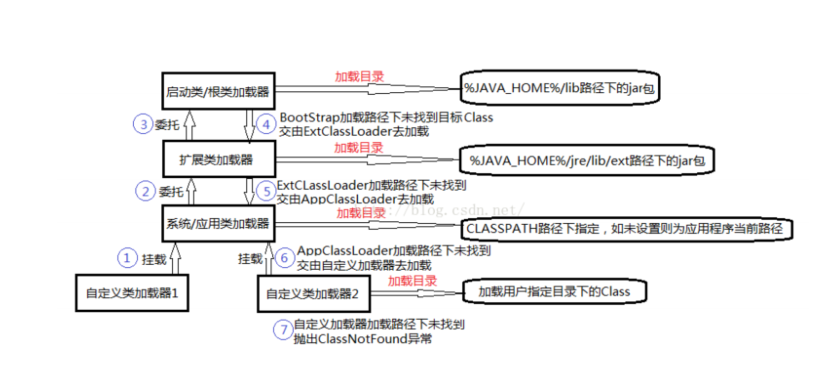 加载目录
启动类/根类加载器
%JAVA_HOME%/lib路径下的jar包
③ 委托
④ BootStrap加载路径下未找到目标Class
交由ExtClassLoader去加载
加载目录
扩展类加载器
%JAVA_HOME%/jre/lib/ext路径下的jar包
② 委托
⑤ ExtCLassLoader加载路径下未找到
交由AppClassLoader去加载
加载目录
blog.csdn.net/
系统/应用类加载器
CLASSPATH路径下指定，如未设置则为应用程序当前路径
① 挂载
挂载
⑥ AppClassLoader加载路径下未找到
交由自定义加载器去加载
加载目录
自定义类加载器1
自定义类加载器2
加载用户指定目录下的Class
⑦ 自定义加载器加载路径下未找到
抛出ClassNotFound异常